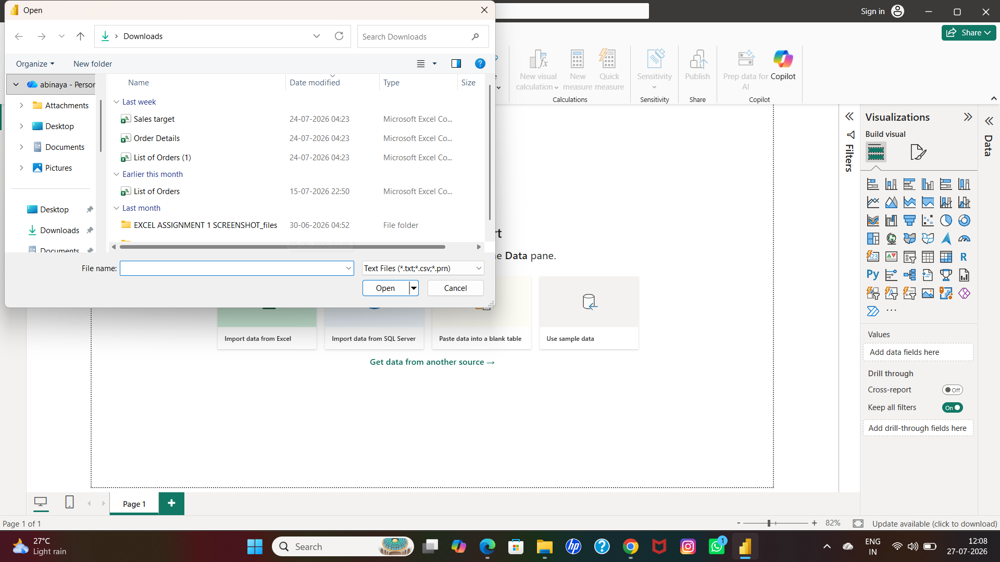 Open
Sign in
Downloads
Search Downloads
Share
Organize
New folder
abinaya - Person
Attachments
Desktop
Documents
Pictures
Desktop
Downloads
Documents
Name
Date modified
Type
Size
Last week
Sales target 24-07-2026 04:23 Microsoft Excel Co...
Order Details 24-07-2026 04:23 Microsoft Excel Co...
List of Orders (1) 24-07-2026 04:23 Microsoft Excel Co...
Earlier this month
List of Orders 15-07-2026 22:50 Microsoft Excel Co...
Last month
EXCEL ASSIGNMENT 1 SCREENSHOT_files 30-06-2026 04:52 File folder
File name:
Text Files (*.txt;*.csv;*.prn)
Open
Cancel
New visual
calculation
New
measure
Quick
measure
Calculations
Sensitivity
Sensitivity
Publish
Share
Prep data for
AI
Copilot
Copilot
Data pane.
Import data from Excel
Import data from SQL Server
Paste data into a blank table
Use sample data
Get data from another source →
Filters
Visualizations
Build visual
123
R
Py
...
Values
Add data fields here
Drill through
Cross-report
Off
Keep all filters
On
Add drill-through fields here
Data
Page 1
Page 1 of 1
- + 82%
Update available (click to download)
27°C
Light rain
Search
hp
1
ENG
IN
12:08
27-07-2026